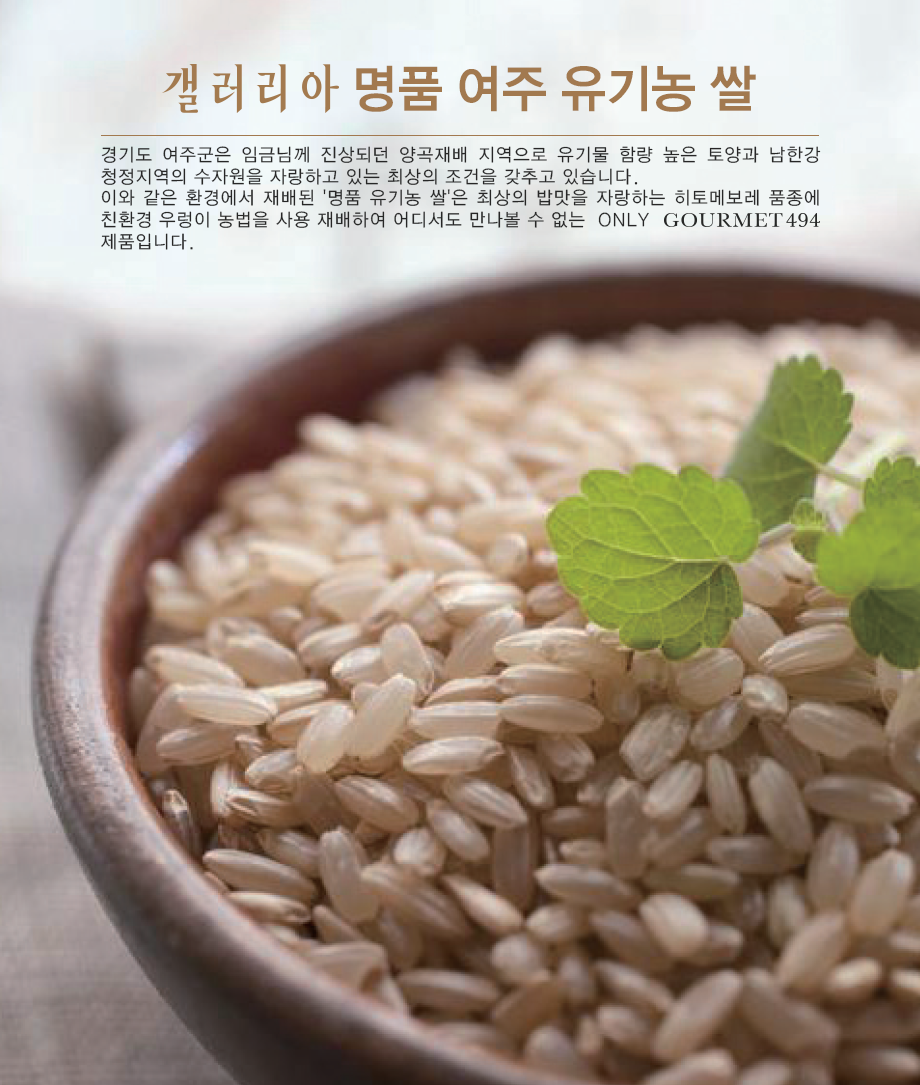 갤러리아 명품 여주 유기농 쌀
경기도 여주군은 임금님께 진상되던 양곡재배 지역으로 유기물 함량 높은 토양과 남한강
청정지역의 수자원을 자랑하고 있는 최상의 조건을 갖추고 있습니다.
이와 같은 환경에서 재배된 '명품 유기농 쌀'은 최상의 밥맛을 자랑하는 히토메보레 품종에
친환경 우렁이 농법을 사용 재배하여 어디서도 만나볼 수 없는 ONLY GOURMET 494
제품입니다.